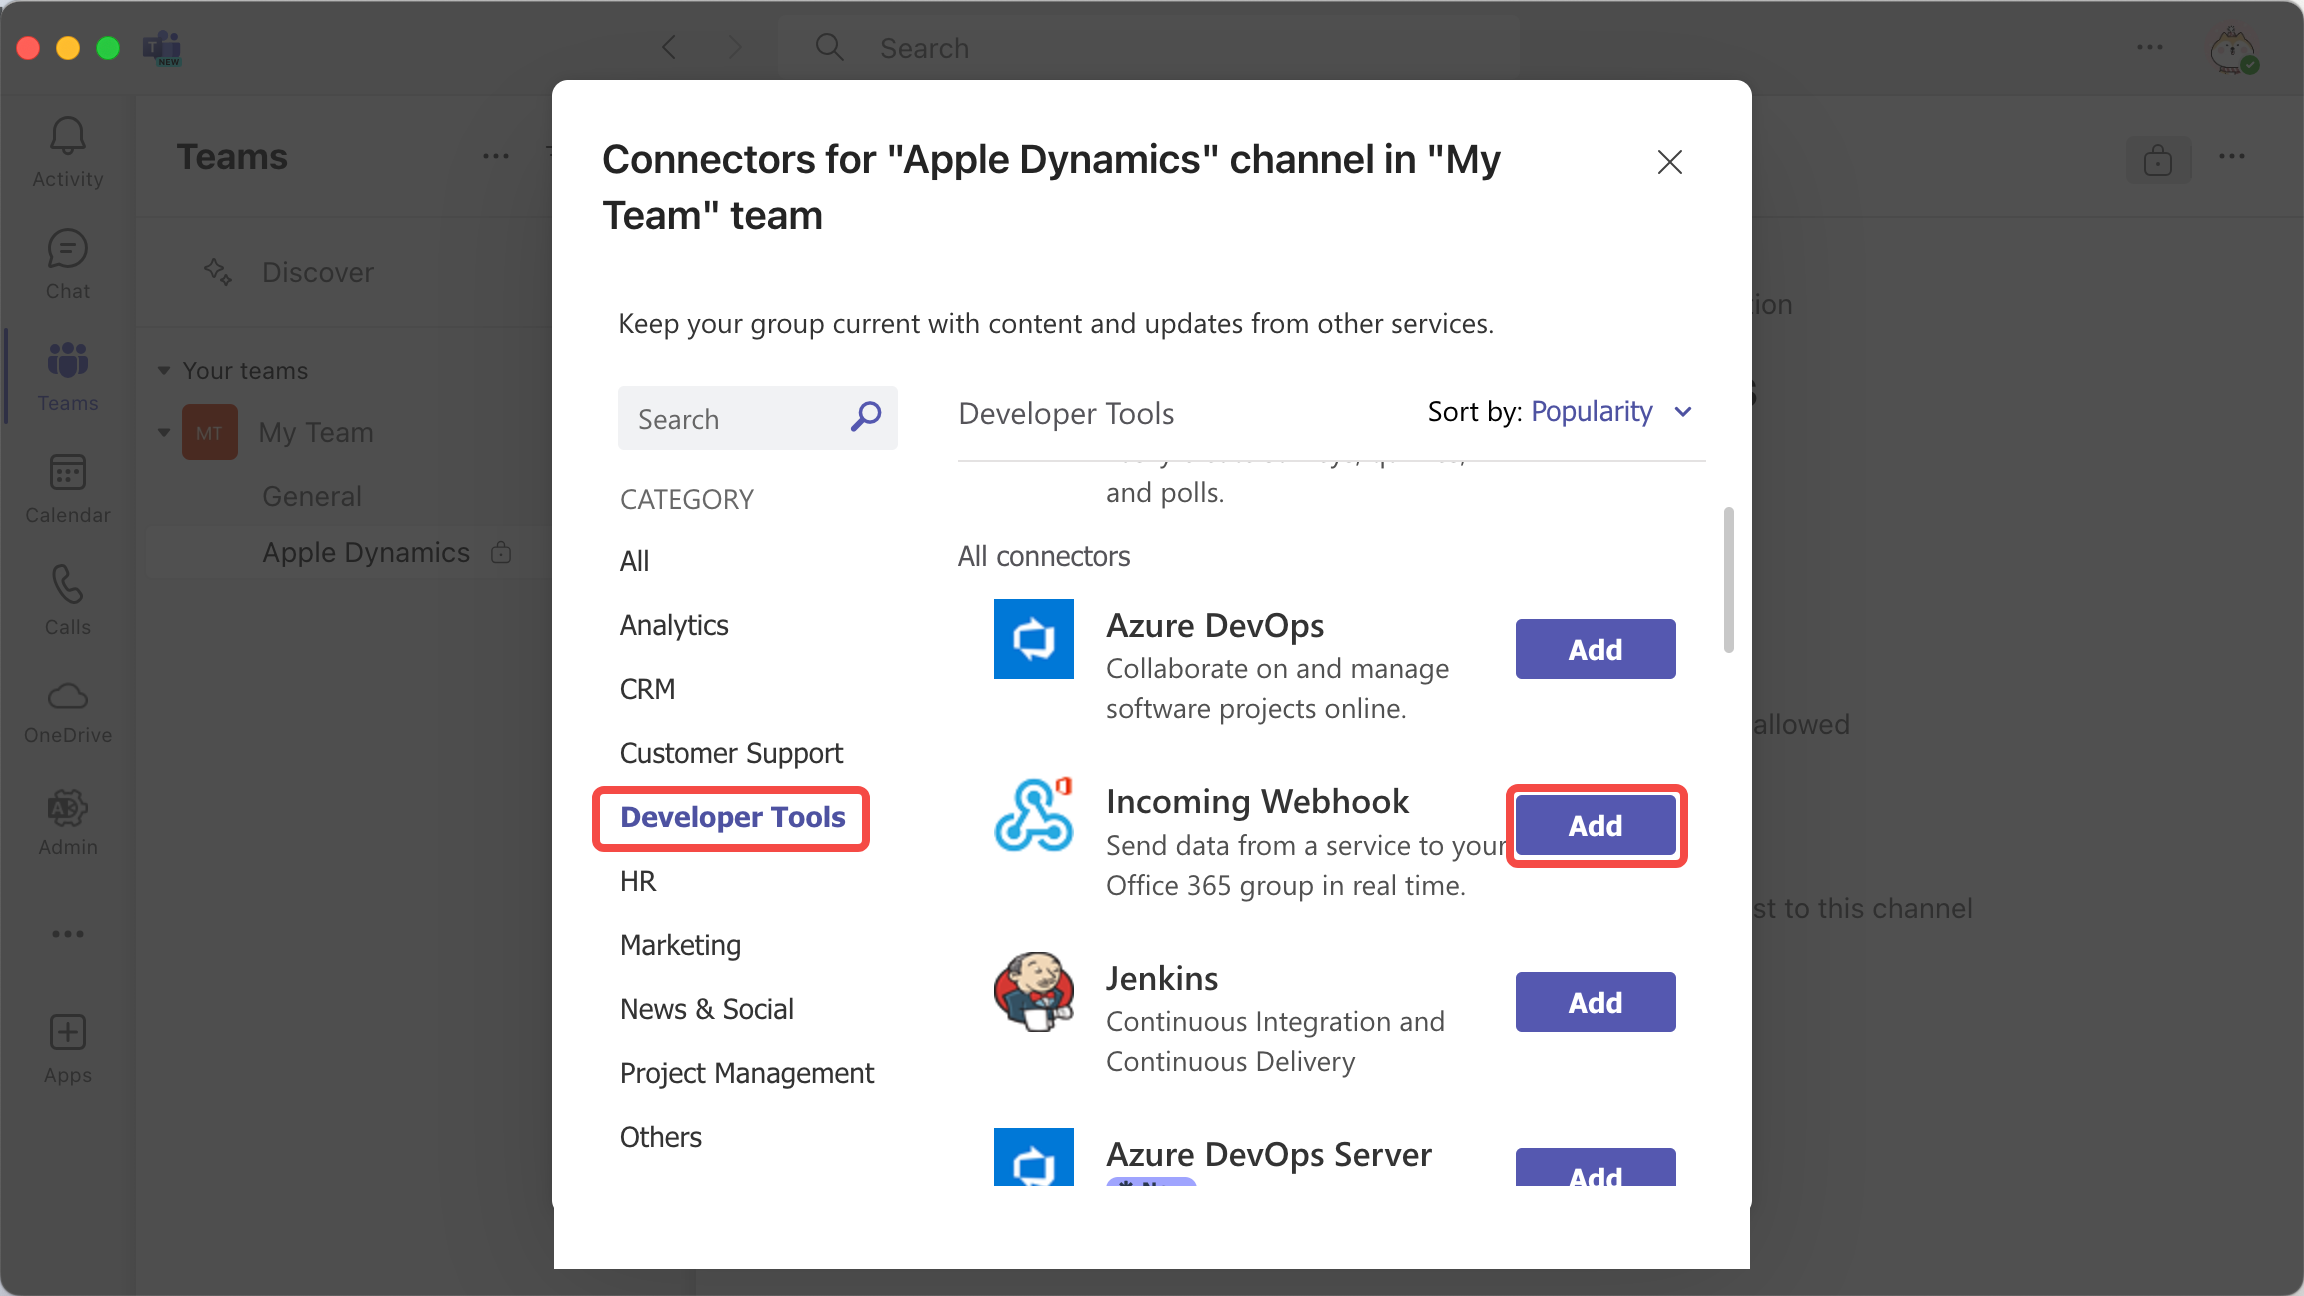 T
NEW
Search
Activity
Chat
Teams
Calendar
Calls
OneDrive
Admin
Apps
Teams
Discover
Your teams
MT My Team
General
Apple Dynamics
Connectors for "Apple Dynamics" channel in "My
Team" team
Keep your group current with content and updates from other services.
Search
CATEGORY
All
Analytics
CRM
Customer Support
Developer Tools
HR
Marketing
News & Social
Project Management
Others
Developer Tools
Sort by: Popularity
and polls.
All connectors
Azure DevOps
Collaborate on and manage
software projects online.
Add
Incoming Webhook
Send data from a service to your
Office 365 group in real time.
Add
Jenkins
Continuous Integration and
Continuous Delivery
Add
Azure DevOps Server
Add
allowed
to this channel